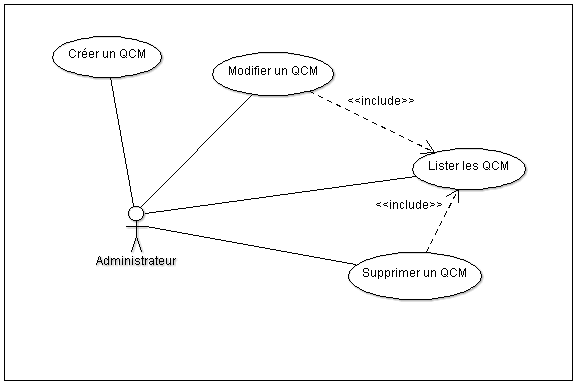 Créer un QCM
Modifier un QCM
<<include>>
Lister les QCM
<<include>>
Administrateur
Supprimer un QCM